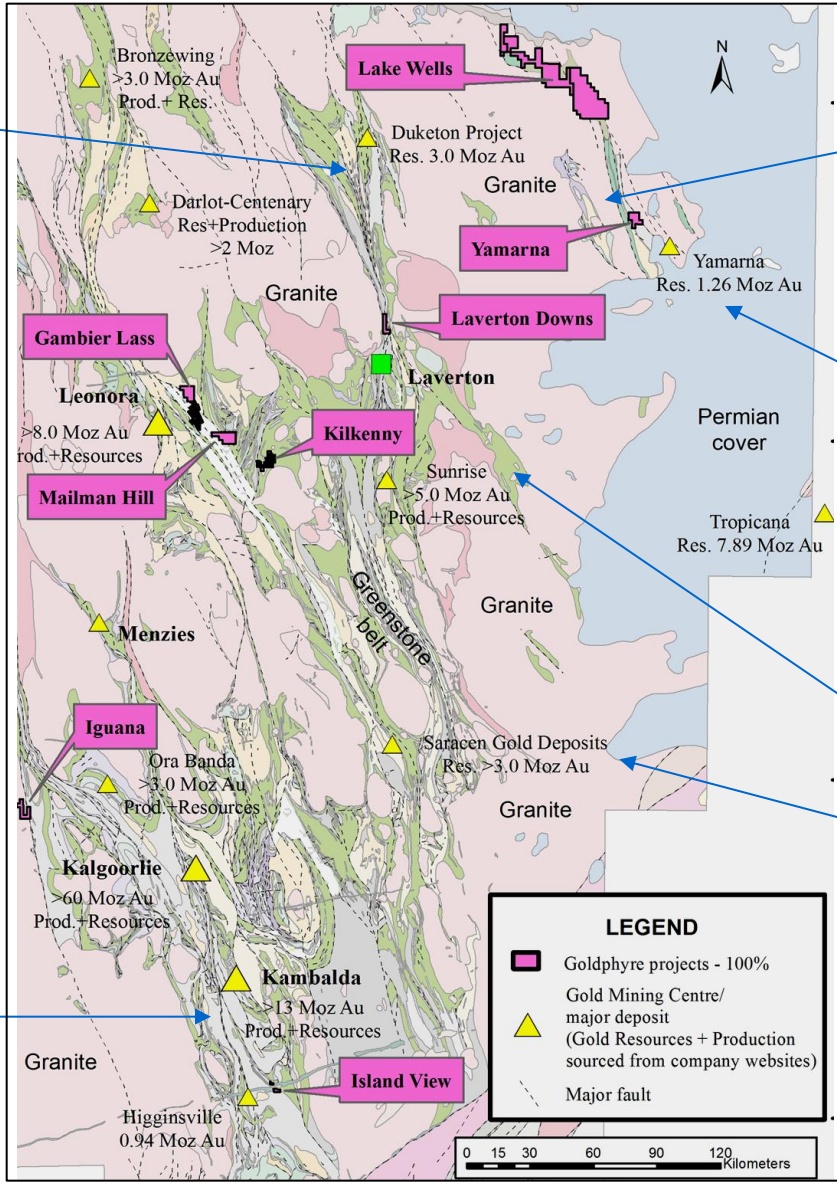 Bronzewing
>3.0 Moz Au
Prod.+ Res.
Lake Wells
N
Duketon Project
Res. 3.0 Moz Au
Granite
Darlot-Centenary
Res+Production
>2 Moz
Yamarna
Yamarna
Res. 1.26 Moz Au
Granite
Laverton Downs
Gambier Lass
Laverton
Leonora
>8.0 Moz Au
rod.+Resources
Kilkenny
Permian
cover
Mailman Hill
Sunrise
>5.0 Moz Au
Prod.+Resources
Tropicana
Res. 7.89 Moz Au
Greenstone
belt
Granite
Menzies
Iguana
Ora Banda
>3.0 Moz Au
Prod.+Resources
Saracen Gold Deposits
Res. >3.0 Moz Au
Granite
Granite
Kalgoorlie
>60 Moz Au
Prod.+Resources
Kambalda
>13 Moz Au
Prod.+Resources
Granite
Island View
Higginsville
0.94 Moz Au
LEGEND
Goldphyre projects - 100%
Gold Mining Centre/
major deposit
(Gold Resources + Production
sourced from company websites)
Major fault
0 15 30 60 90 120
Kilometers